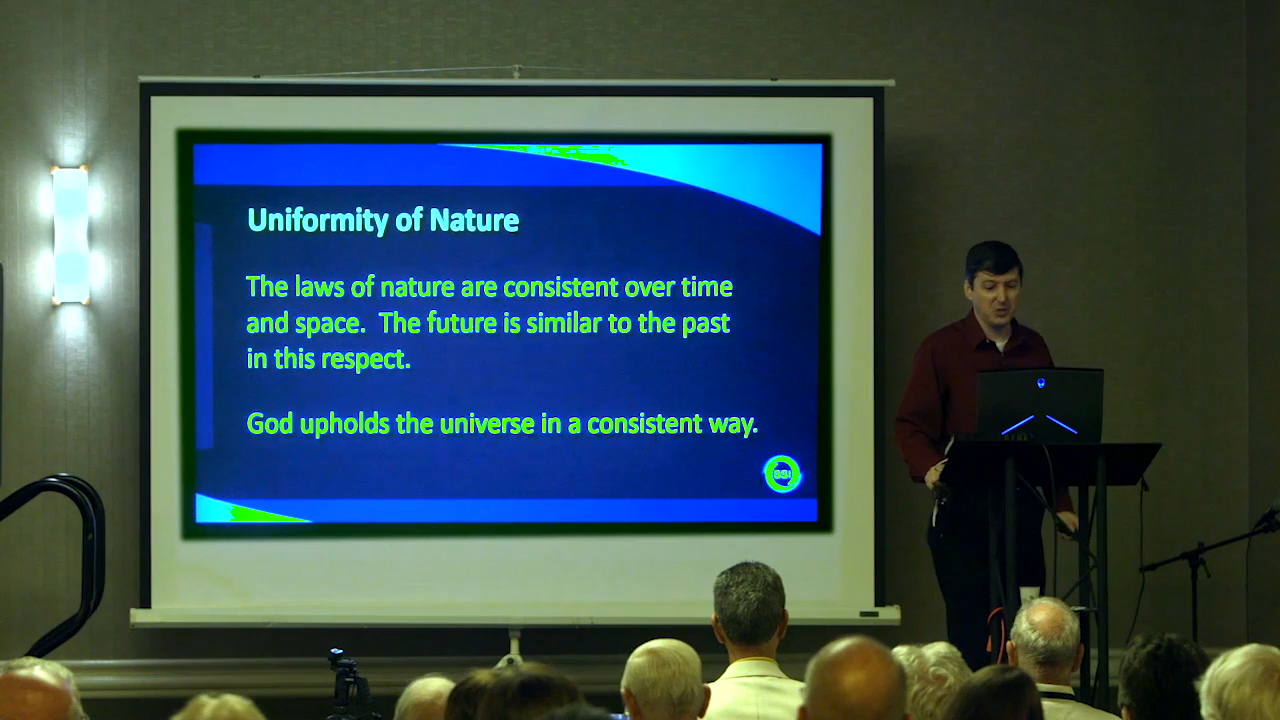 Uniformity of Nature
The laws of nature are consistent over time
and space. The future is similar to the past
in this respect.
God upholds the universe in a consistent way.